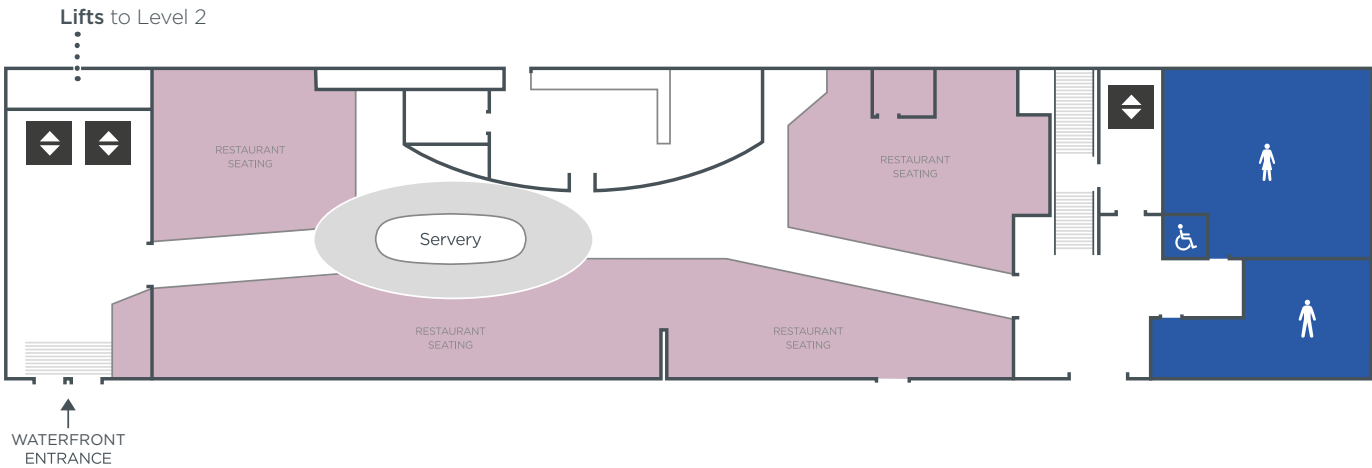 Lifts to Level 2
RESTAURANT
SEATING
RESTAURANT
SEATING
Servery
RESTAURANT
SEATING
RESTAURANT
SEATING
WATERFRONT
ENTRANCE